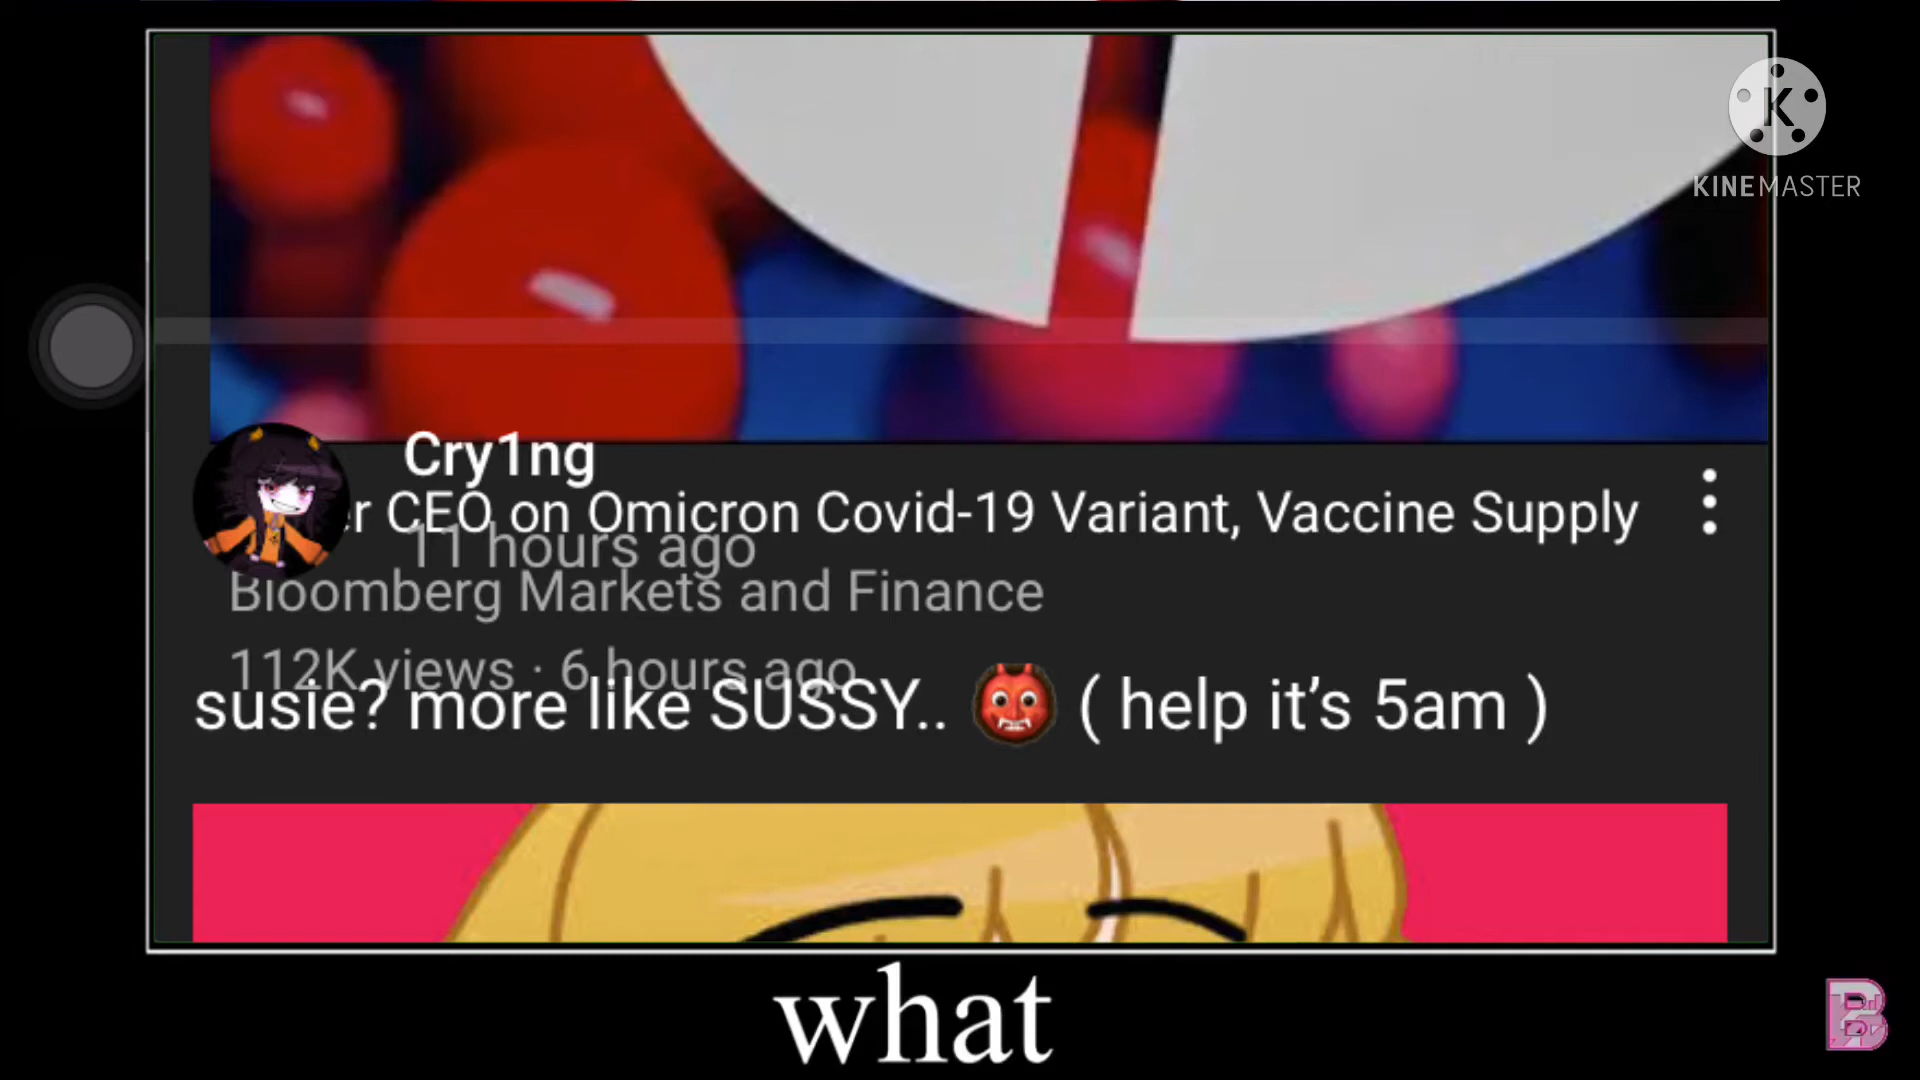 K
KINEMASTER
Cry1ng
r CEO on Omicron Covid-19 Variant, Vaccine Supply
11 hours ago
Bloomberg Markets and Finance
112K views · 6 hours ago
susie? more like SUSSY.. 👹 ( help it’s 5am )
what
B